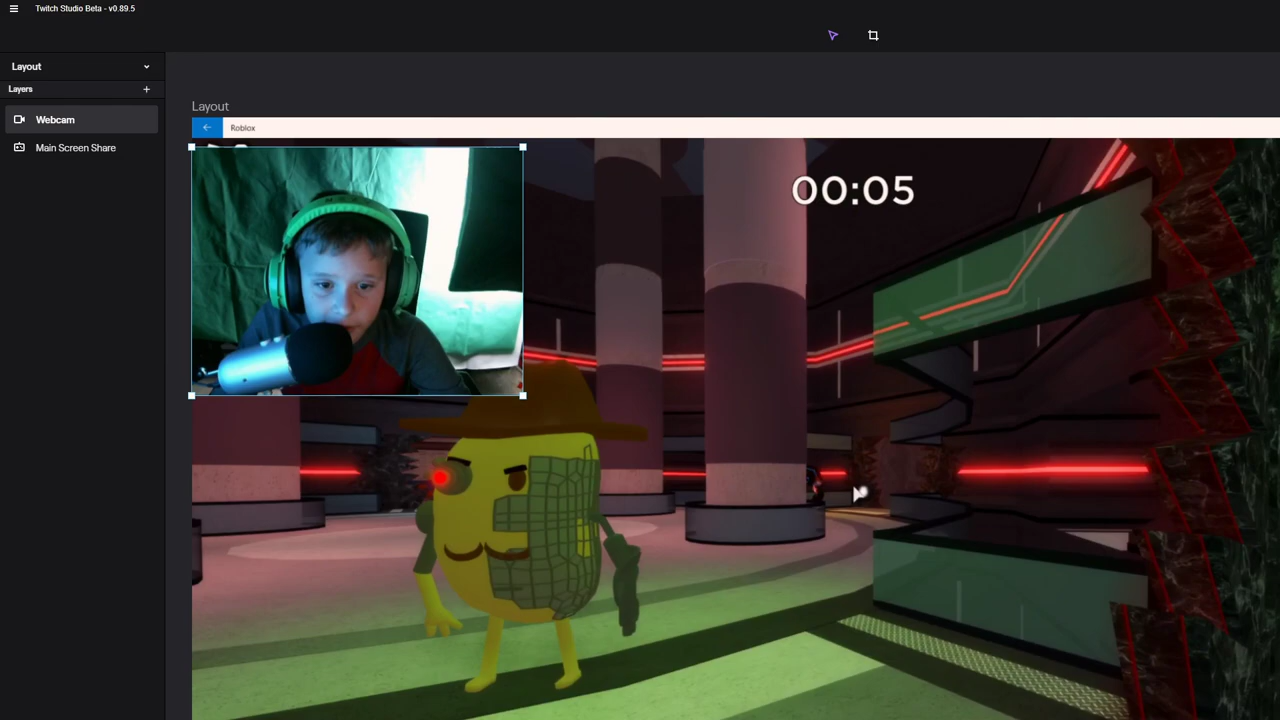 Twitch Studio Beta - v0.89.5
Layout
Layers
Webcam
Main Screen Share
Layout
Roblox
00:05